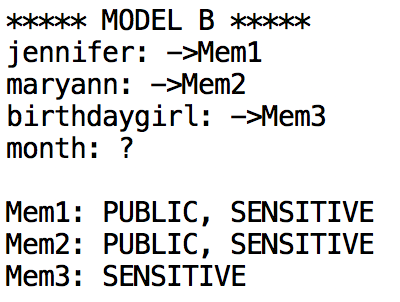 ***** MODEL B *****
jennifer: ->Mem1
maryann: ->Mem2
birthdaygirl: ->Mem3
month: ?
Mem1: PUBLIC, SENSITIVE
Mem2: PUBLIC, SENSITIVE
Mem3: SENSITIVE